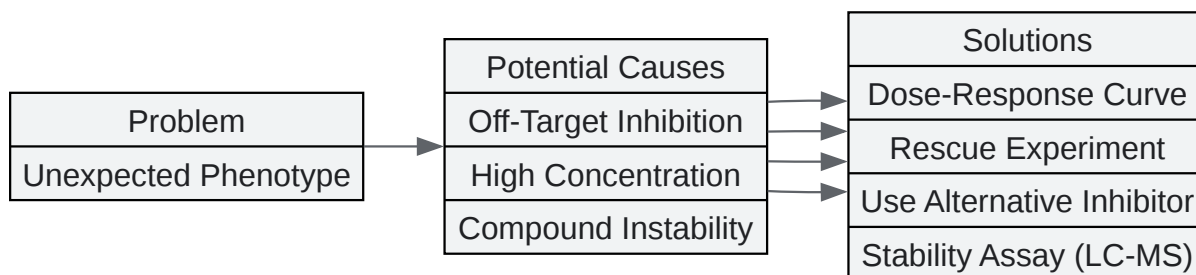 Problem
Unexpected Phenotype
Potential Causes
Off-Target Inhibition
High Concentration
Compound Instability
Solutions
Dose-Response Curve
Rescue Experiment
Use Alternative Inhibitor
Stability Assay (LC-MS)